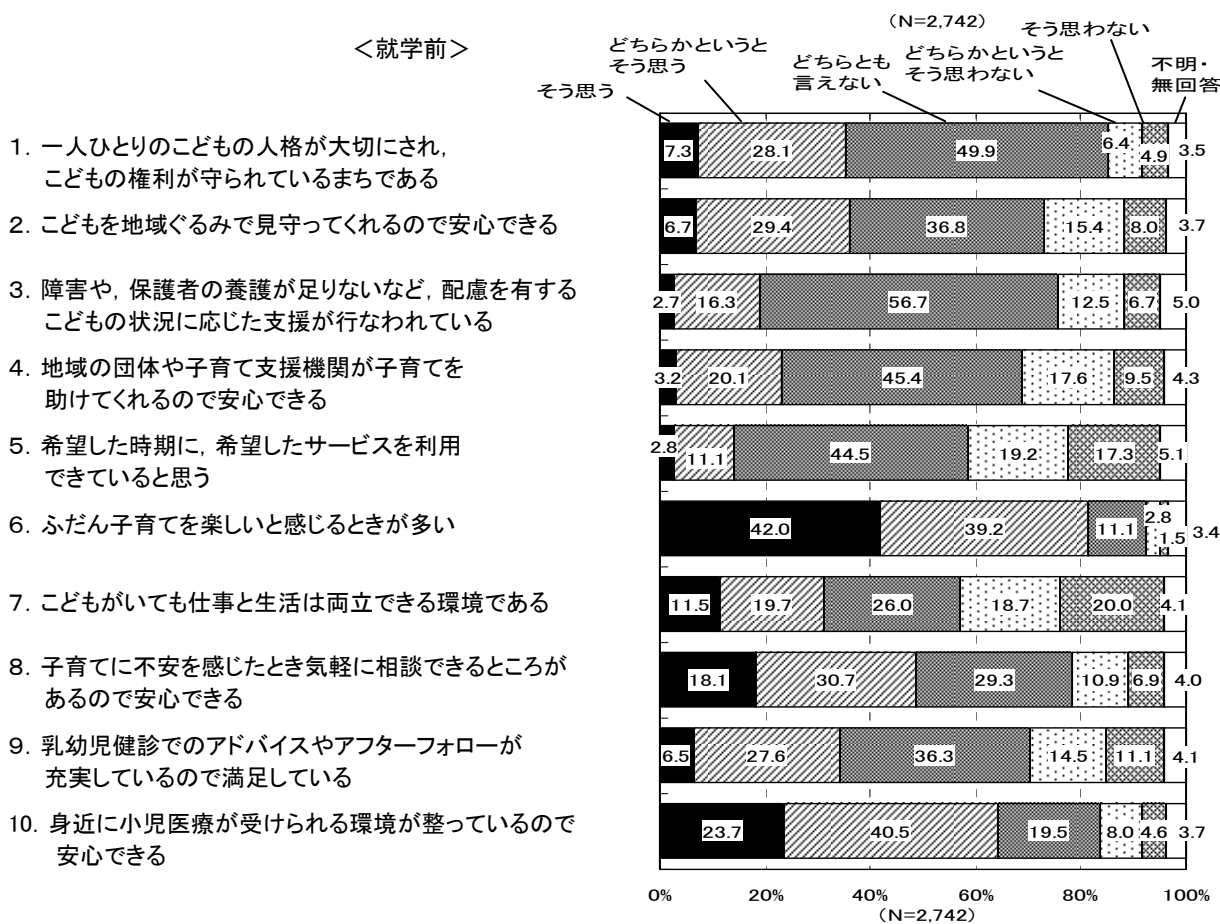 (N=2,742)
＜就学前＞
そう思う
どちらかというと
そう思う
どちらとも
言えない
どちらかというと
そう思わない
そう思わない
不明・
無回答
1．一人ひとりのこどもの人格が大切にされ，
こどもの権利が守られているまちである
7.3 28.1 49.9 6.4 4.9 3.5
2．こどもを地域ぐるみで見守ってくれるので安心できる
6.7 29.4 36.8 15.4 8.0 3.7
3．障害や，保護者の養護が足りないなど，配慮を有する
こどもの状況に応じた支援が行なわれている
2.7 16.3 56.7 12.5 6.7 5.0
4．地域の団体や子育て支援機関が子育てを
助けてくれるので安心できる
3.2 20.1 45.4 17.6 9.5 4.3
5．希望した時期に，希望したサービスを利用
できていると思う
2.8 11.1 44.5 19.2 17.3 5.1
6．ふだん子育てを楽しいと感じるときが多い
42.0 39.2 11.1 2.8 1.5 3.4
7．こどもがいても仕事と生活は両立できる環境である
11.5 19.7 26.0 18.7 20.0 4.1
8．子育てに不安を感じたとき気軽に相談できるところが
あるので安心できる
18.1 30.7 29.3 10.9 6.9 4.0
9．乳幼児健診でのアドバイスやアフターフォローが
充実しているので満足している
6.5 27.6 36.3 14.5 11.1 4.1
10．身近に小児医療が受けられる環境が整っているので
安心できる
23.7 40.5 19.5 8.0 4.6 3.7
0% 20% 40% 60% 80% 100%
(N=2,742)